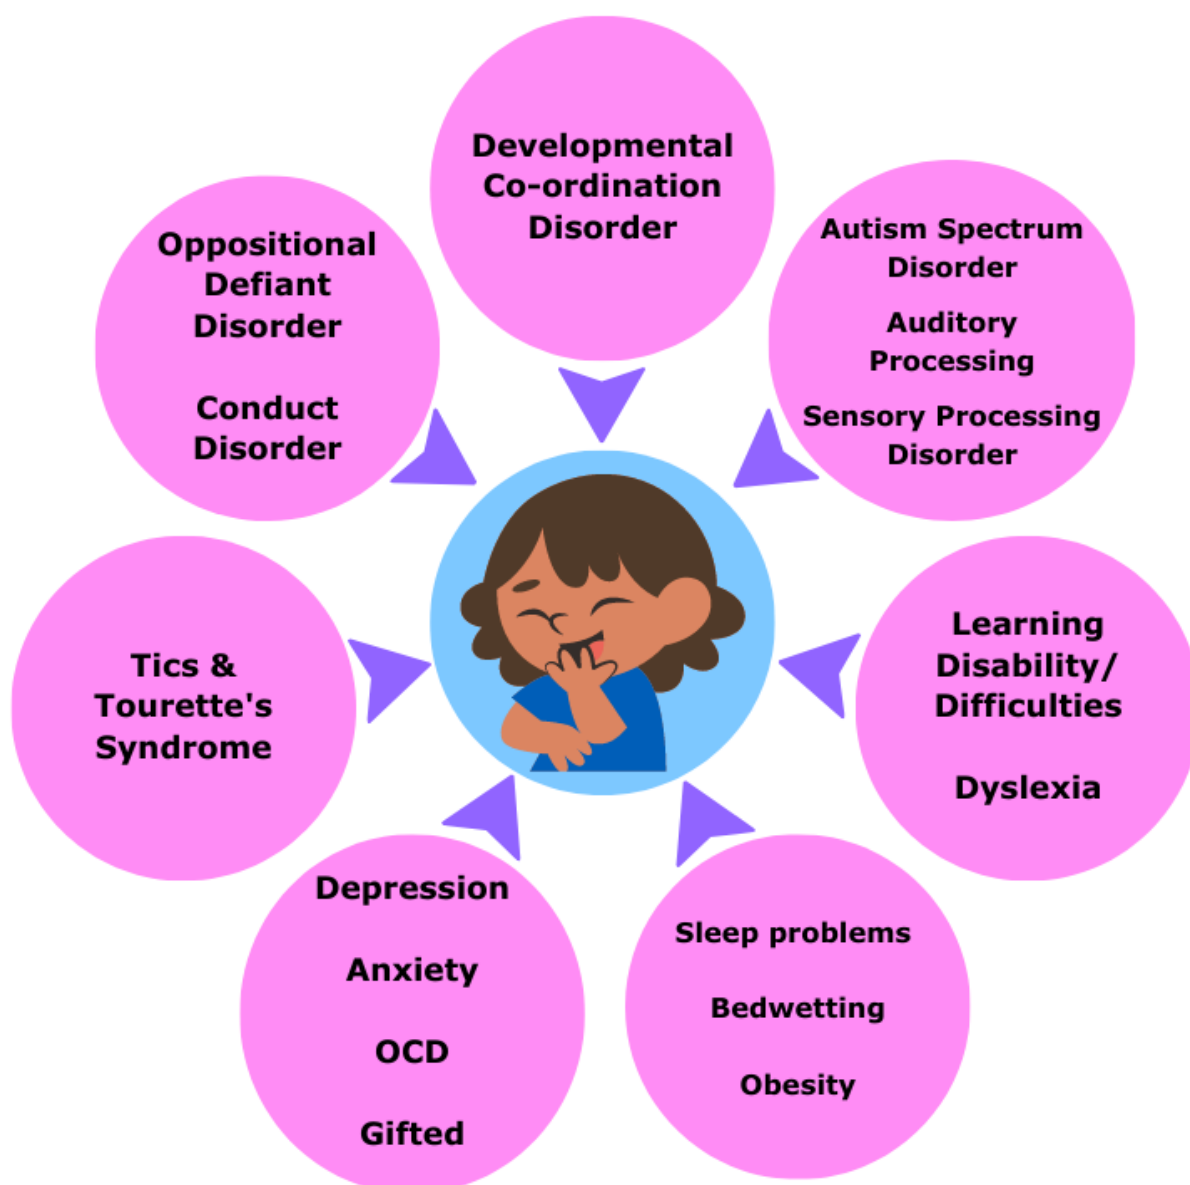 Developmental
Co-ordination
Disorder
Autism Spectrum
Disorder
Auditory
Processing
Sensory Processing
Disorder
Learning
Disability/
Difficulties
Dyslexia
Sleep problems
Bedwetting
Obesity
Depression
Anxiety
OCD
Gifted
Tics &
Tourette's
Syndrome
Oppositional
Defiant
Disorder
Conduct
Disorder